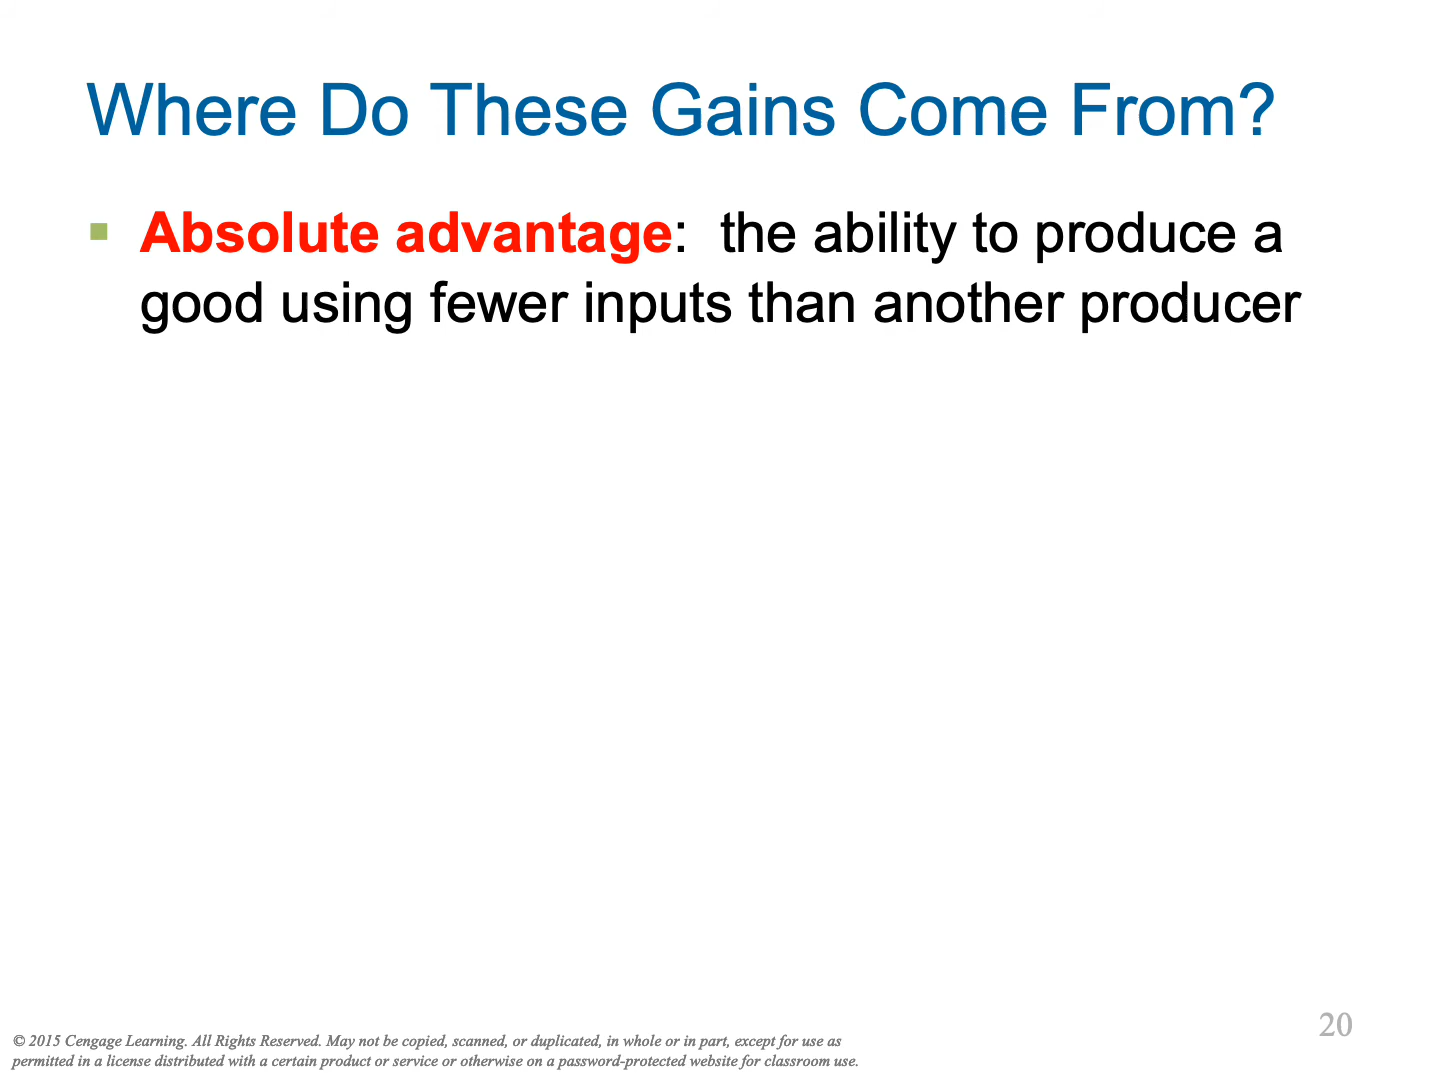 Where Do These Gains Come From?
Absolute advantage:  the ability to produce a
good using fewer inputs than another producer
20
© 2015 Cengage Learning. All Rights Reserved. May not be copied, scanned, or duplicated, in whole or in part, except for use as
permitted in a license distributed with a certain product or service or otherwise on a password-protected website for classroom use.